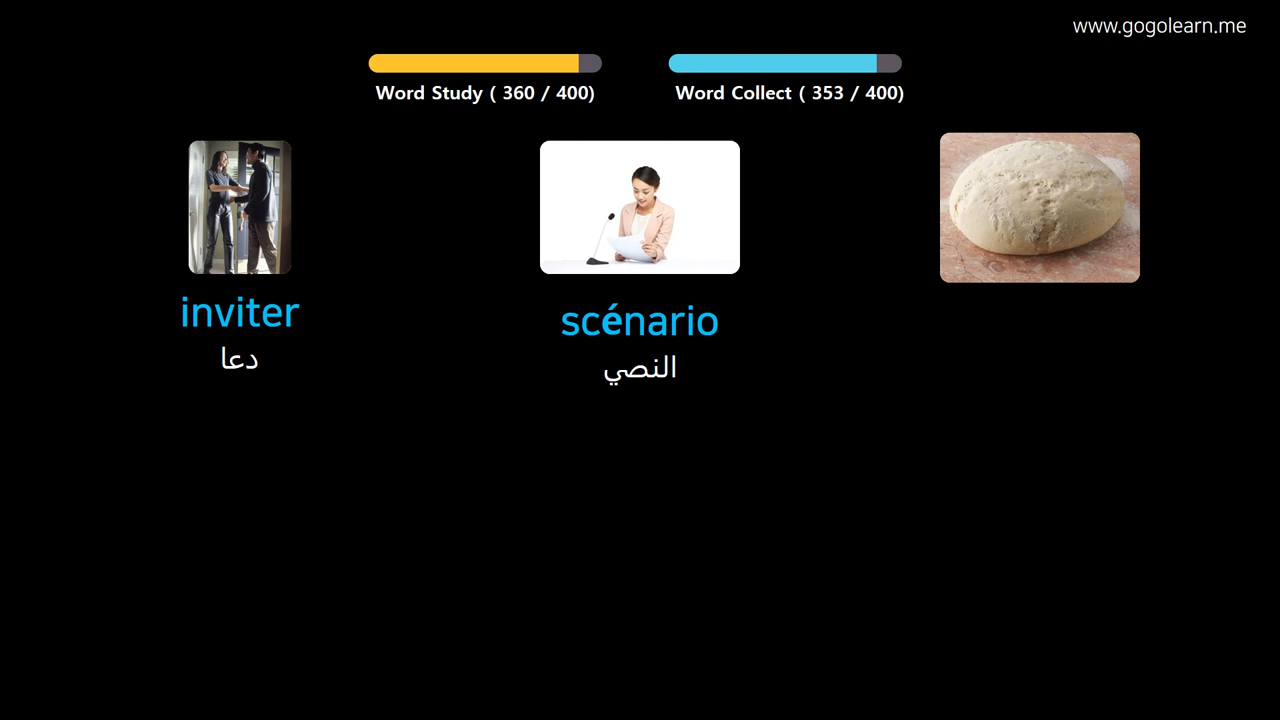 www.gogolearn.me
Word Study ( 360 / 400)
Word Collect ( 353 / 400)
inviter
دعا
scénario
النصي